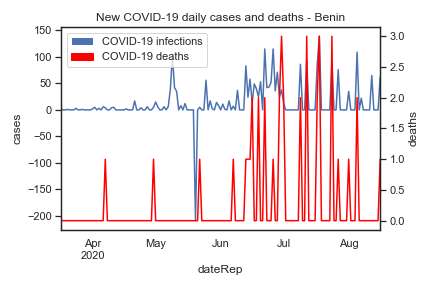 New COVID-19 daily cases and deaths - Benin
COVID-19 infections
COVID-19 deaths
150
100
50
0
−50
−100
−150
−200
cases
3.0
2.5
2.0
1.5
1.0
0.5
0.0
deaths
Apr
2020
May
Jun
Jul
Aug
dateRep